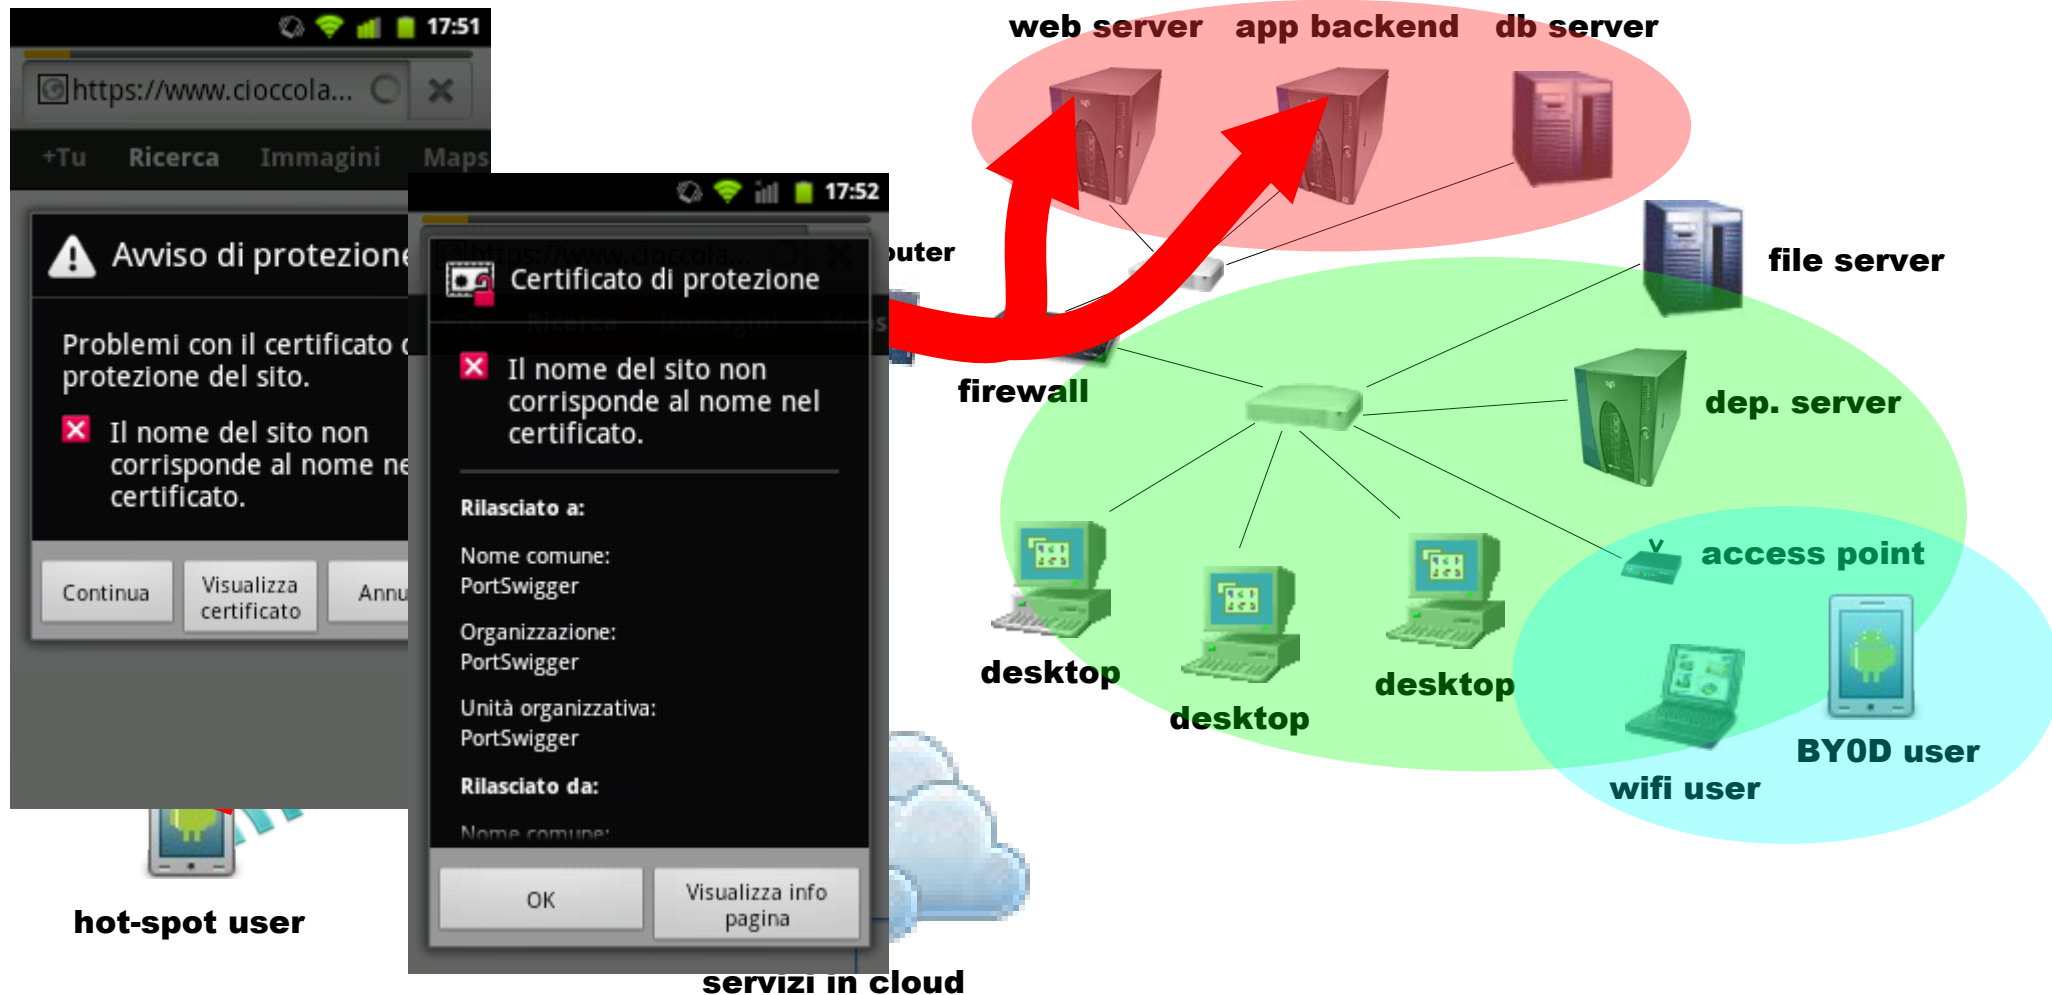 17:51
https://www.cioccola...
+Tu Ricerca Immagini Maps
Avviso di protezione
Problemi con il certificato
protezione del sito.
Il nome del sito non
corrisponde al nome ne
certificato.
Continua
Visualizza
certificato
Annu
17:52
Certificato di protezione
Il nome del sito non
corrisponde al nome nel
certificato.
Rilasciato a:
Nome comune:
PortSwigger
Organizzazione:
PortSwigger
Unità organizzativa:
PortSwigger
Rilasciato da:
Nome comune:
OK
Visualizza info
pagina
web server
app backend
db server
outer
firewall
file server
dep. server
access point
desktop
desktop
desktop
wifi user
BY0D user
hot-spot user
servizi in cloud